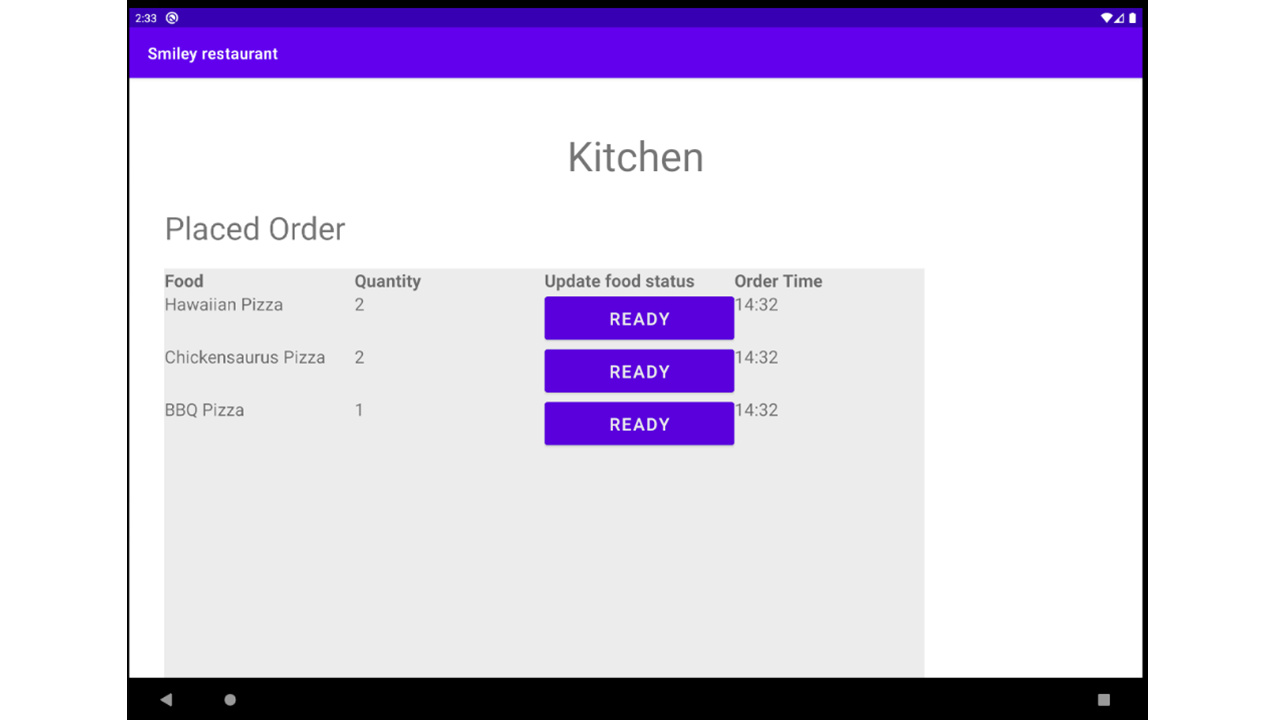 2:33
Smiley restaurant
Kitchen
Placed Order
Food Quantity Update food status Order Time
Hawaiian Pizza 2 READY 14:32
Chickensaurus Pizza 2 READY 14:32
BBQ Pizza 1 READY 14:32